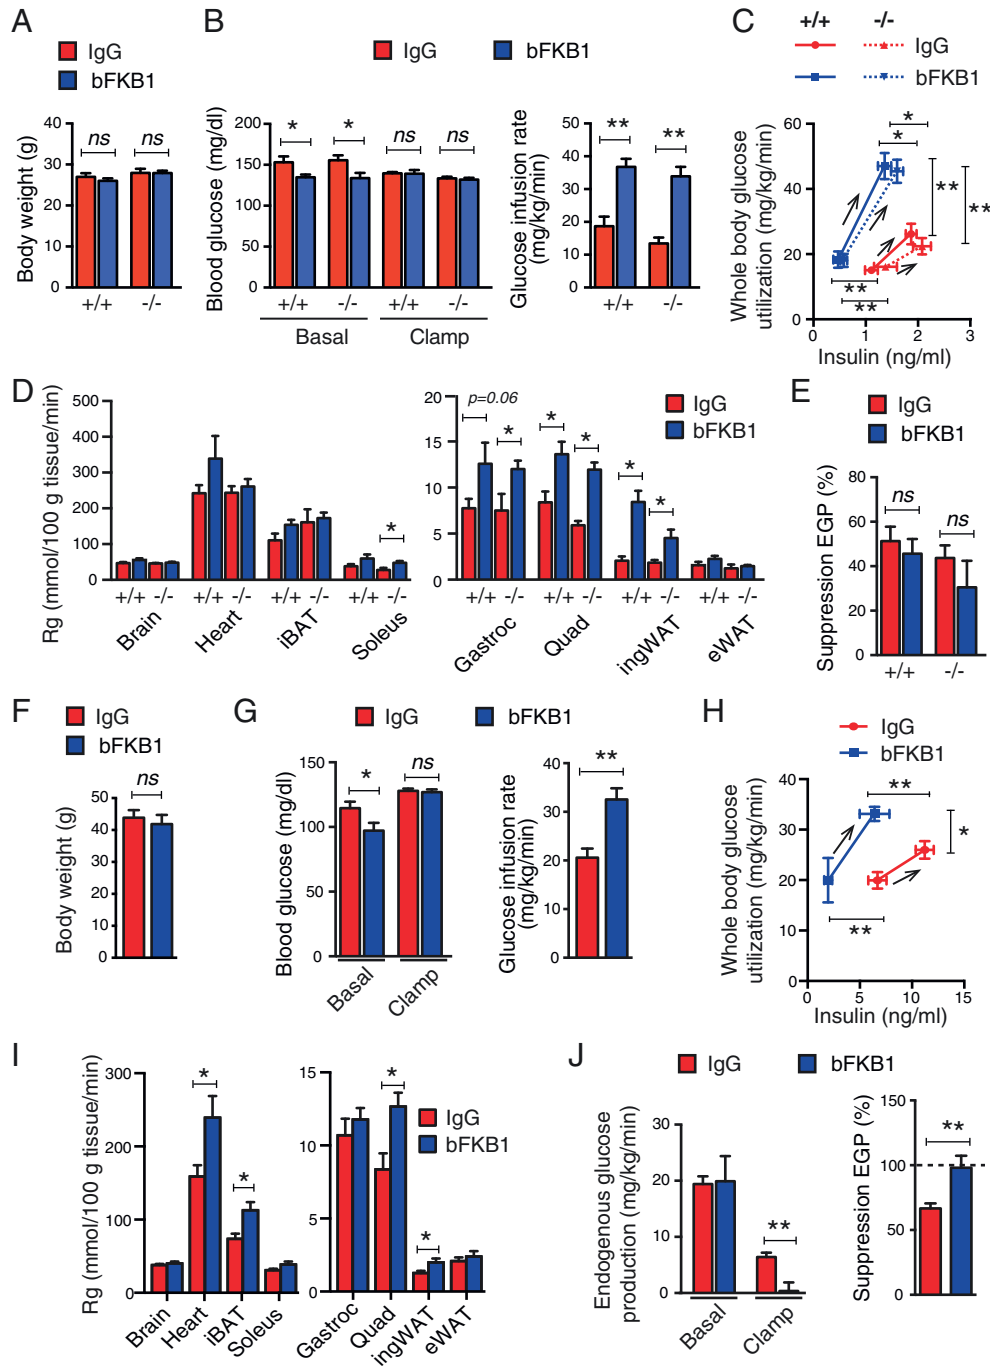 A
IgG
bFKB1
Body weight (g)
40
30
20
10
0
ns
ns
+/+
-/-
B
IgG
bFKB1
Blood glucose (mg/dl)
200
150
100
50
0
*
*
ns
ns
+/+
-/-
+/+
-/-
Basal
Clamp
Glucose infusion rate
(mg/kg/min)
50
40
30
20
10
0
**
**
+/+
-/-
C
+/+
-/-
IgG
bFKB1
Whole body glucose
utilization (mg/kg/min)
60
40
20
0
*
*
**
**
**
**
0
1
2
3
Insulin (ng/ml)
D
Rg (mmol/100 g tissue/min)
500
400
300
200
100
0
*
+/+ -/-
+/+ -/-
+/+ -/-
+/+ -/-
Brain
Heart
iBAT
Soleus
20
15
10
5
0
p=0.06
*
*
*
*
*
IgG
bFKB1
+/+ -/-
+/+ -/-
+/+ -/-
+/+ -/-
Gastroc
Quad
ingWAT
eWAT
E
IgG
bFKB1
Suppression EGP (%)
80
60
40
20
0
ns
ns
+/+
-/-
F
IgG
bFKB1
Body weight (g)
50
40
30
20
10
0
ns
G
IgG
bFKB1
Blood glucose (mg/dl)
150
100
50
0
*
ns
Basal
Clamp
Glucose infusion rate
(mg/kg/min)
40
30
20
10
0
**
H
IgG
bFKB1
Whole body glucose
utilization (mg/kg/min)
40
30
20
10
0
**
*
**
0
5
10
15
Insulin (ng/ml)
I
Rg (mmol/100 g tissue/min)
300
200
100
0
*
*
Brain
Heart
iBAT
Soleus
15
10
5
0
*
*
IgG
bFKB1
Gastroc
Quad
ingWAT
eWAT
J
IgG
bFKB1
Endogenous glucose
production (mg/kg/min)
30
20
10
0
**
Basal
Clamp
Suppression EGP (%)
150
100
50
0
**